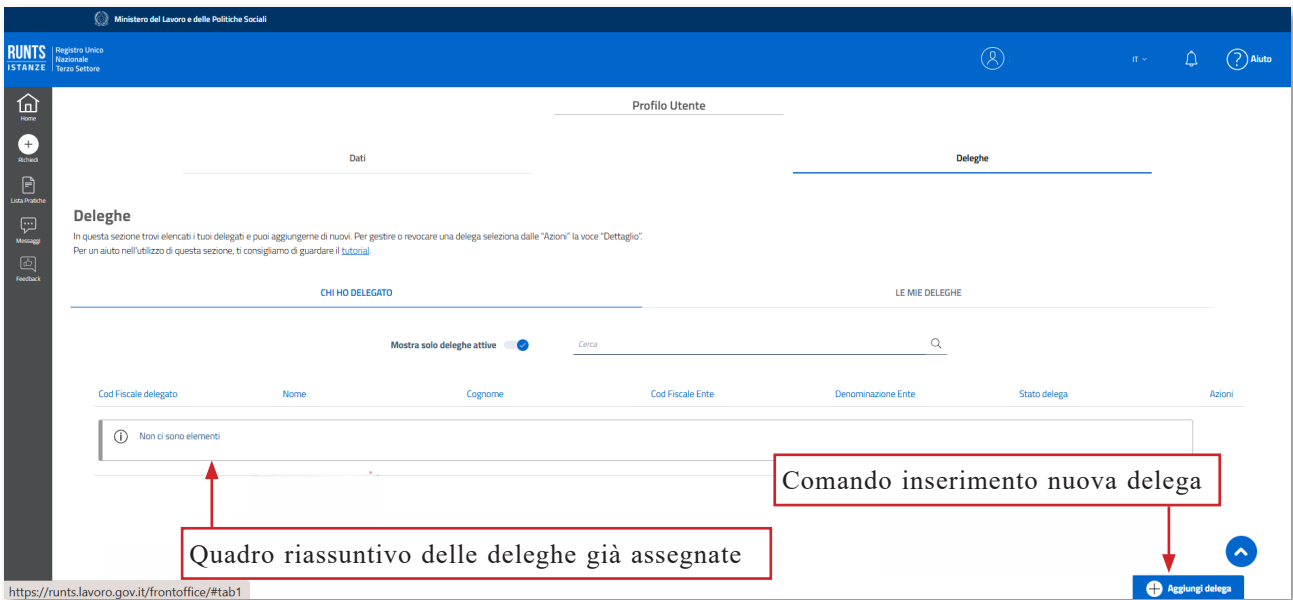 Ministero del Lavoro e delle Politiche Sociali
RUNTS
ISTANZE
Registro Unico
Nazionale
Terzo Settore
IT
Aiuto
Home
Richiedi
Lista Pratiche
Messaggi
Feedback
Profilo Utente
Dati
Deleghe
Deleghe
In questa sezione trovi elencati i tuoi delegati e puoi aggiungerne di nuovi. Per gestire o revocare una delega seleziona dalle "Azioni" la voce "Dettaglio".
Per un aiuto nell'utilizzo di questa sezione, ti consigliamo di guardare il tutorial.
CHI HO DELEGATO
LE MIE DELEGHE
Mostra solo deleghe attive
Cerca
Cod Fiscale delegato
Nome
Cognome
Cod Fiscale Ente
Denominazione Ente
Stato delega
Azioni
Non ci sono elementi
Comando inserimento nuova delega
Quadro riassuntivo delle deleghe già assegnate
Aggiungi delega
https://runts.lavoro.gov.it/frontoffice/#tab1